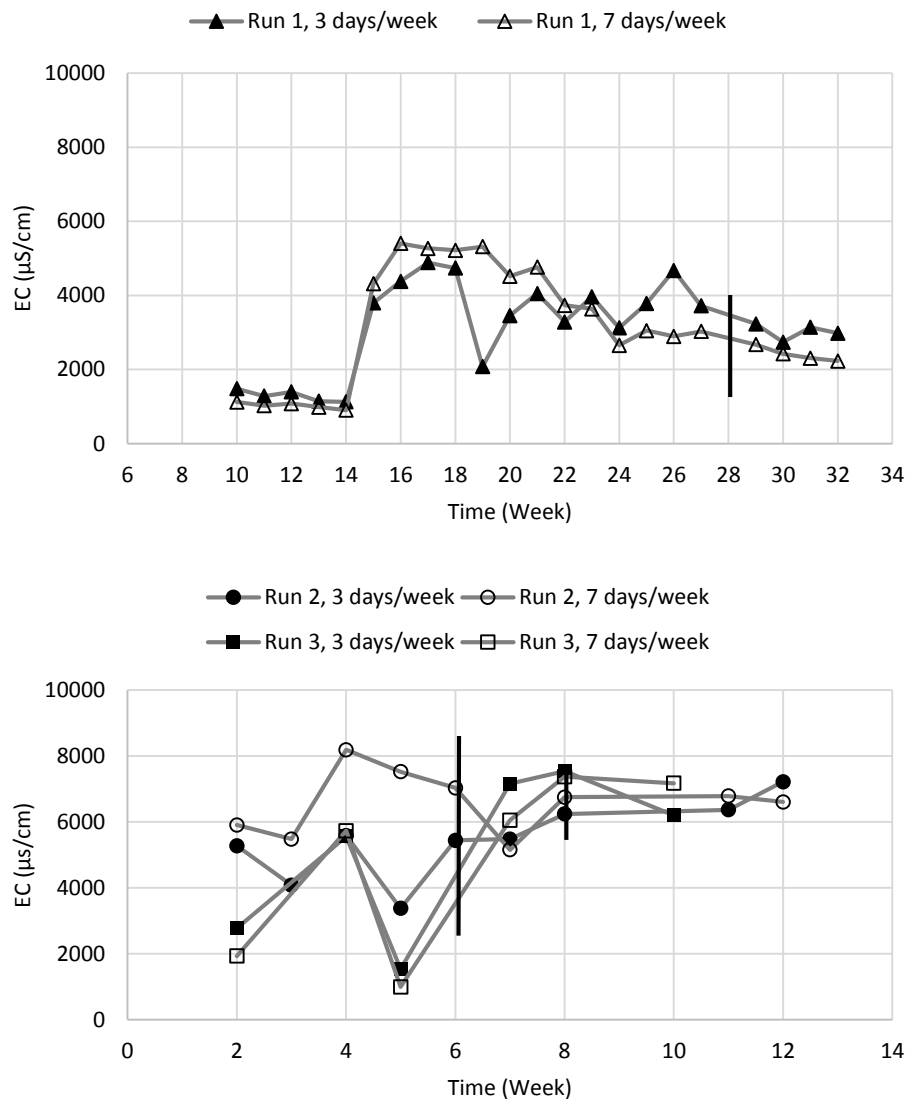 Run 1, 3 days/week Run 1, 7 days/week
10000
8000
6000
4000
2000
0
EC (µS/cm)
6 8 10 12 14 16 18 20 22 24 26 28 30 32 34
Time (Week)
Run 2, 3 days/week Run 2, 7 days/week
Run 3, 3 days/week Run 3, 7 days/week
10000
8000
6000
4000
2000
0
EC (µs/cm)
0 2 4 6 8 10 12 14
Time (Week)